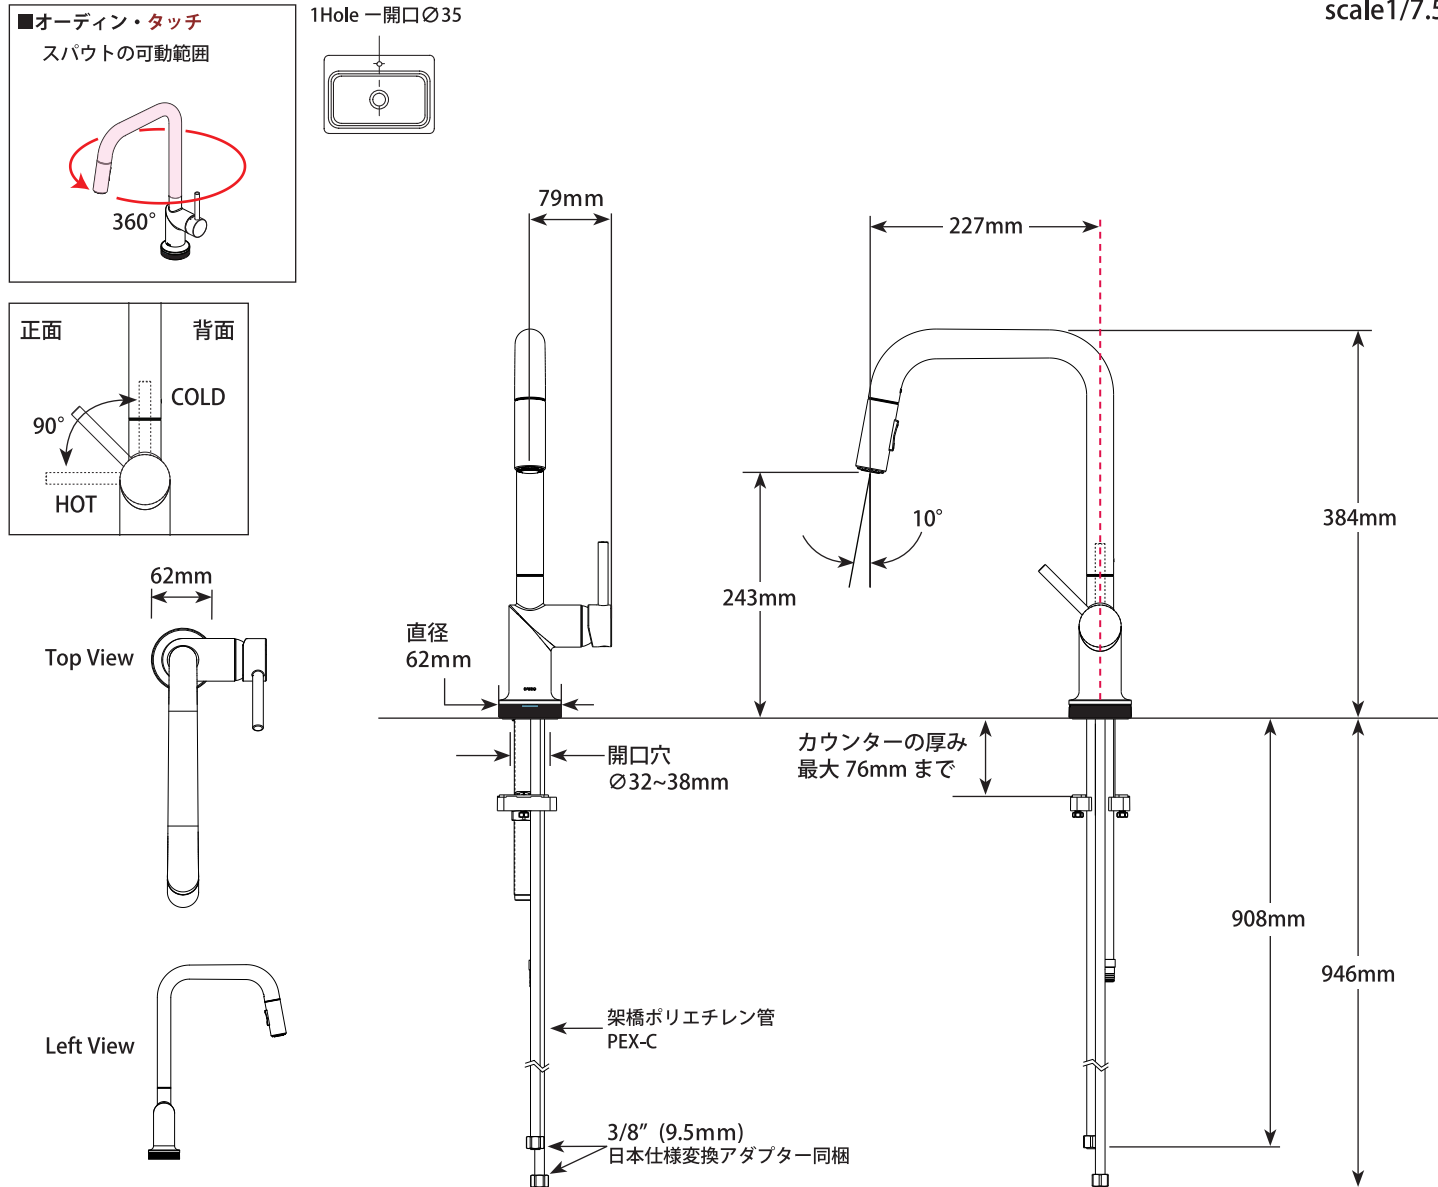 ■オーディン・タッチ
スパウトの可動範囲
360°
1Hole 一開口∅35
scale1/7.5
正面
背面
COLD
90°
HOT
62mm
Top View
Left View
79mm
直径
62mm
開口穴
∅32~38mm
架橋ポリエチレン管
PEX-C
3/8” (9.5mm)
日本仕様変換アダプター同梱
227mm
10°
243mm
384mm
カウンターの厚み
最大 76mm まで
908mm
946mm